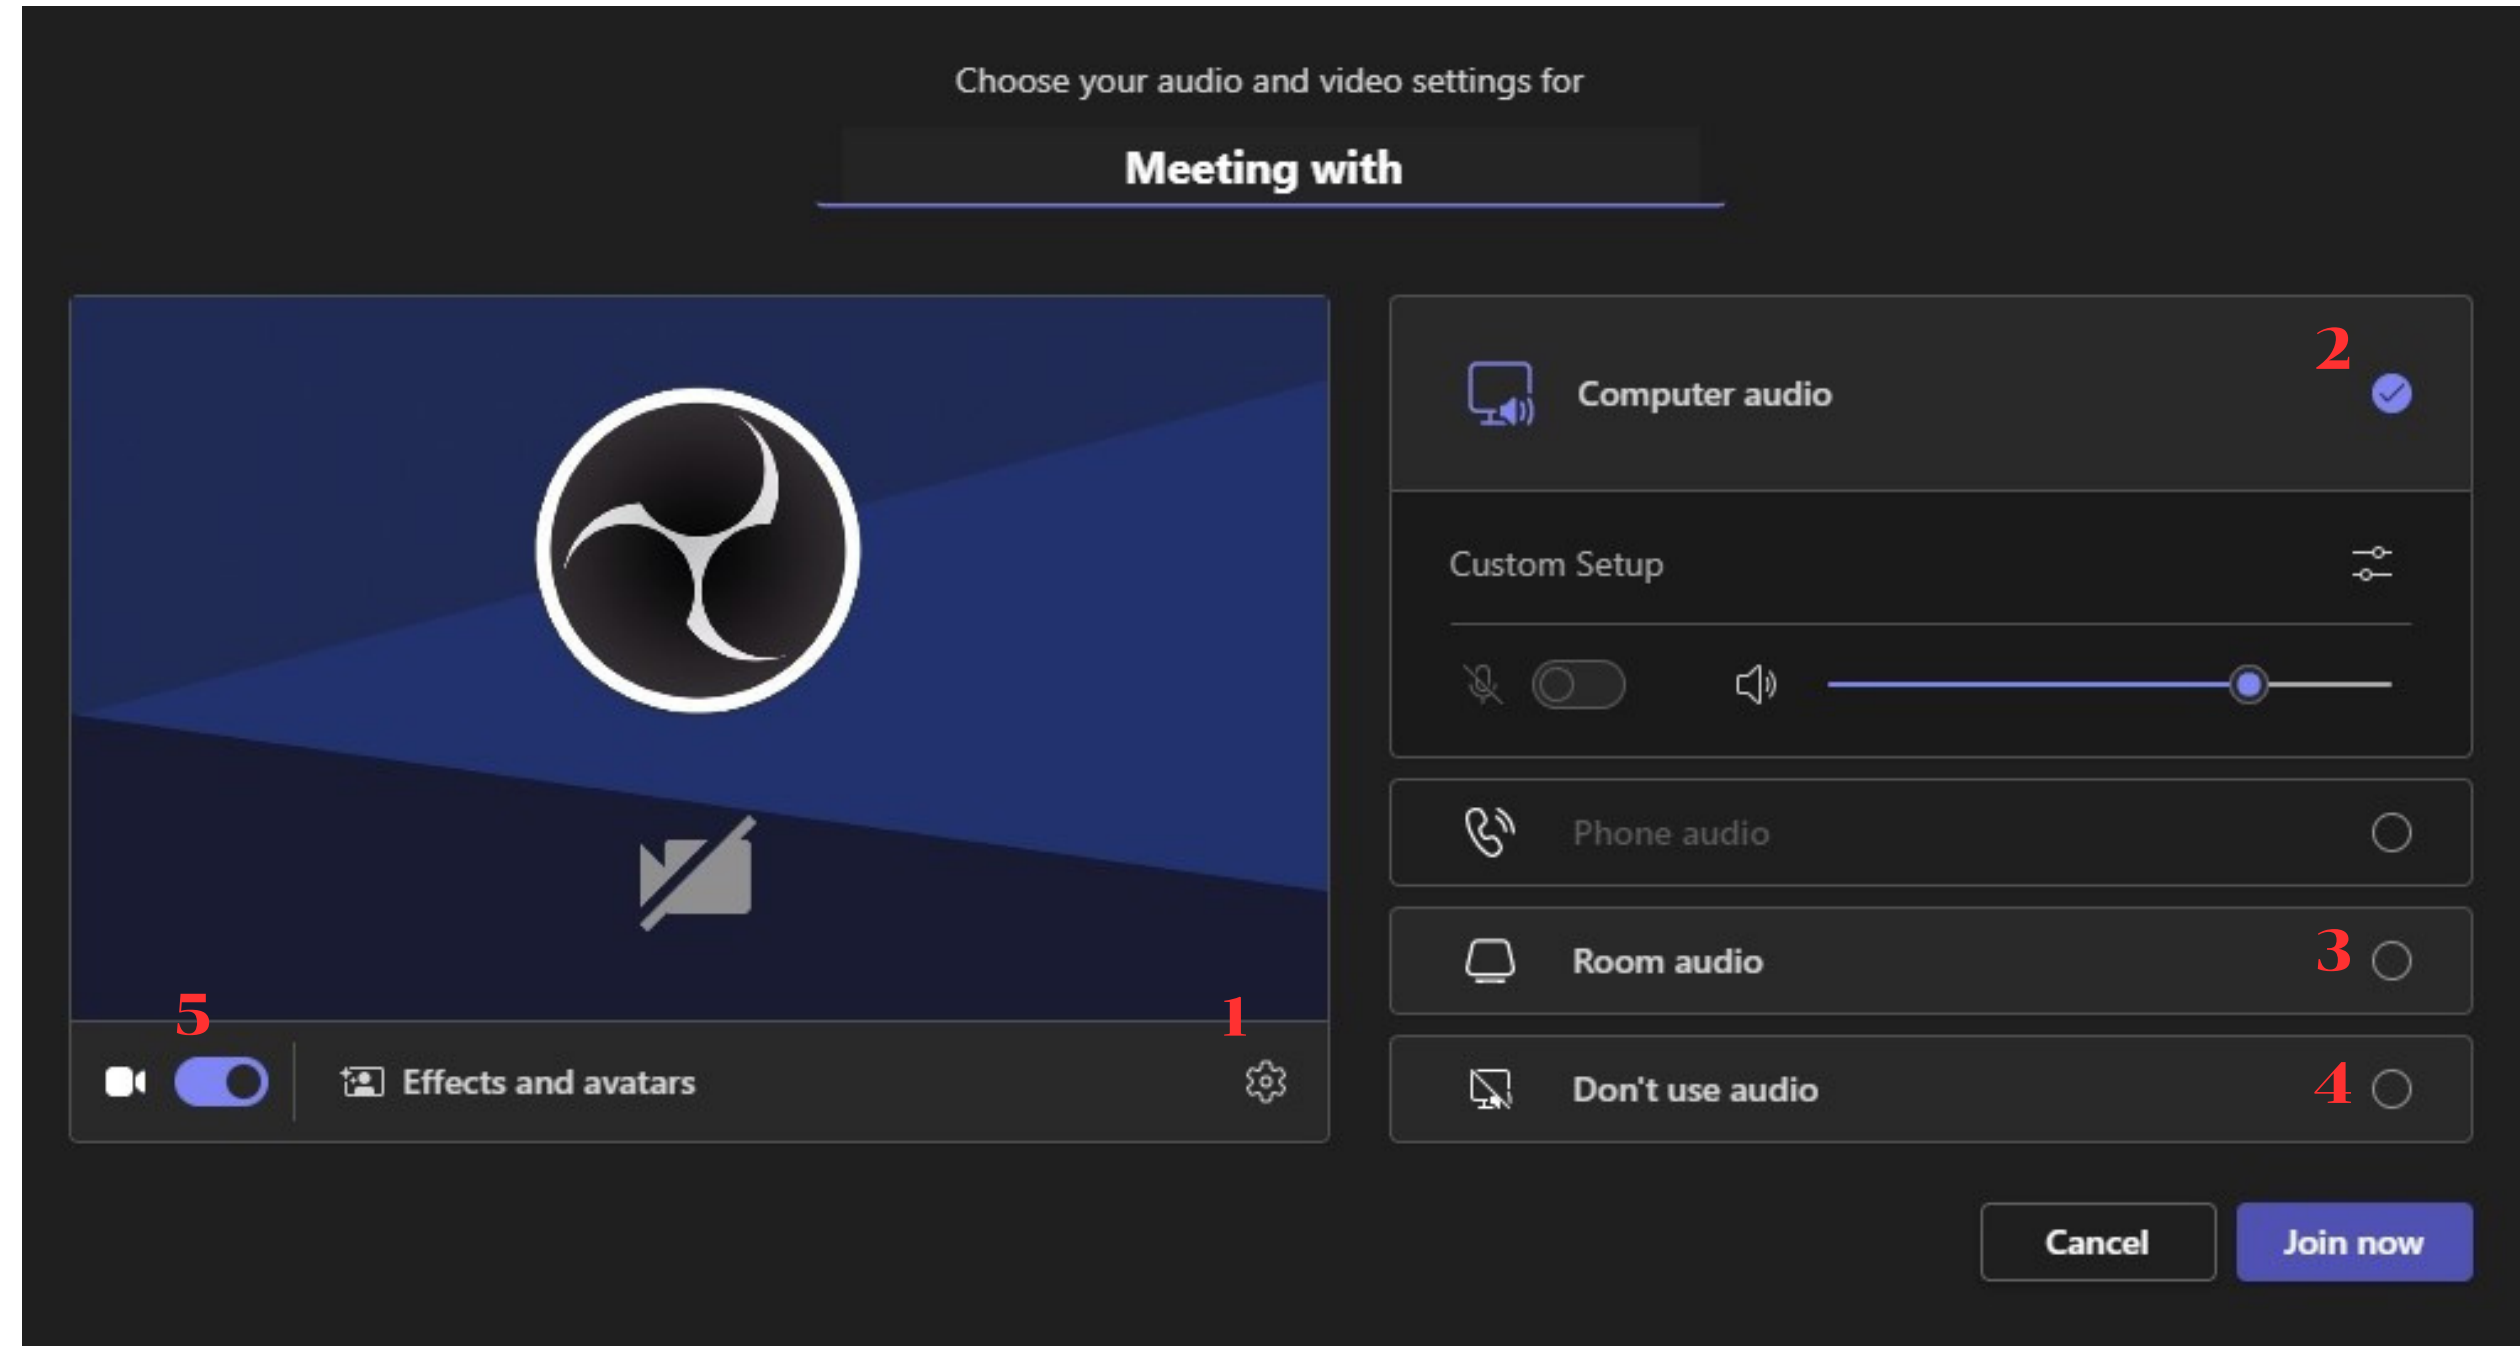 Choose your audio and video settings for
Meeting with
2
Computer audio
Custom Setup
Phone audio
3
Room audio
5
1
Effects and avatars
4
Don't use audio
Cancel
Join now